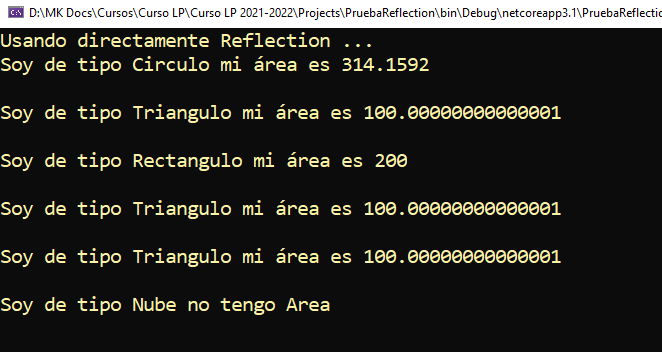 D:\MK Docs\Cursos\Curso LP\Curso LP 2021-2022\Projects\PruebaReflection\bin\Debug\netcoreapp3.1\PruebaReflectio
Usando directamente Reflection ...
Soy de tipo Circulo mi área es 314.1592
Soy de tipo Triangulo mi área es 100.00000000000001
Soy de tipo Rectangulo mi área es 200
Soy de tipo Triangulo mi área es 100.00000000000001
Soy de tipo Triangulo mi área es 100.00000000000001
Soy de tipo Nube no tengo Area